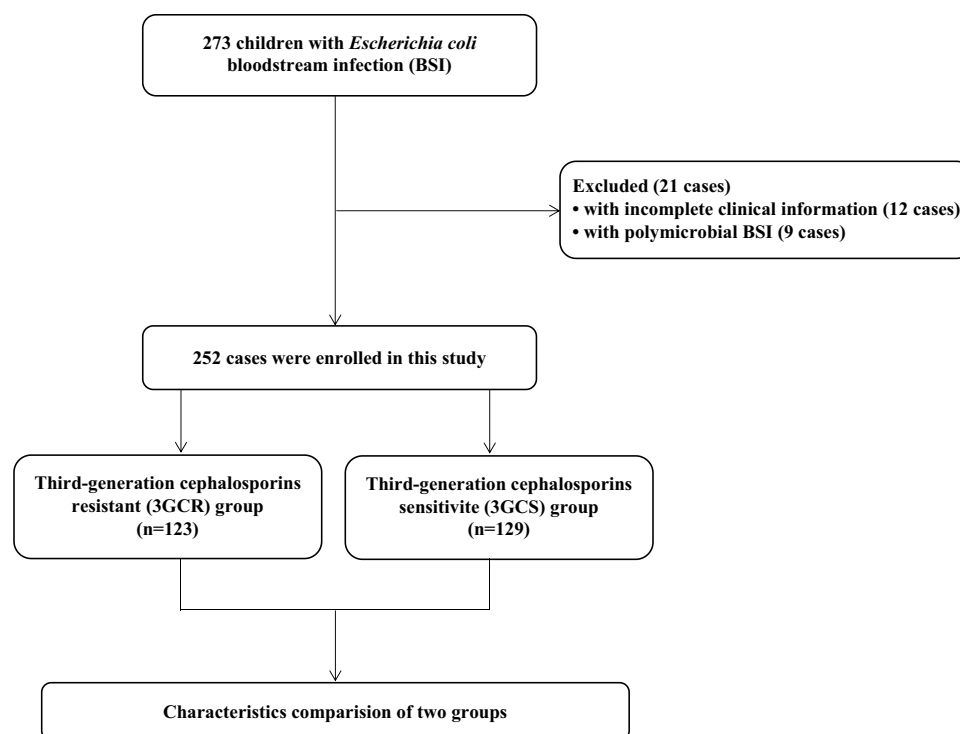 273 children with Escherichia coli
bloodstream infection (BSI)
Excluded (21 cases)
• with incomplete clinical information (12 cases)
• with polymicrobial BSI (9 cases)
252 cases were enrolled in this study
Third-generation cephalosporins
resistant (3GCR) group
(n=123)
Third-generation cephalosporins
sensitivite (3GCS) group
(n=129)
Characteristics comparision of two groups